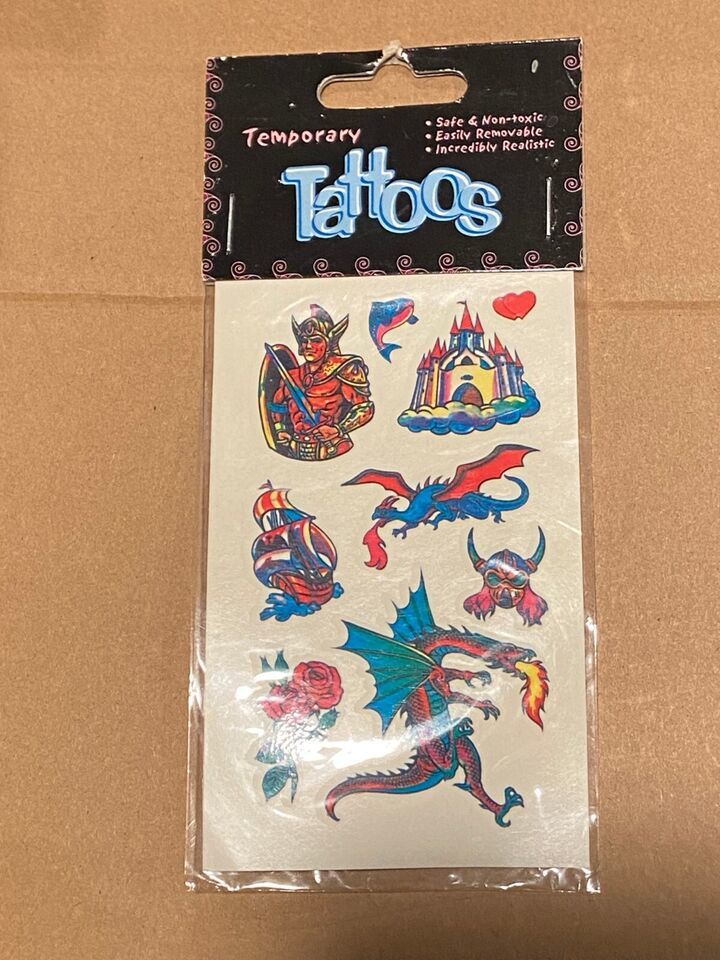 Temporary
Tattoos
• Safe & Non-toxic
• Easily Removable
• Incredibly Realistic